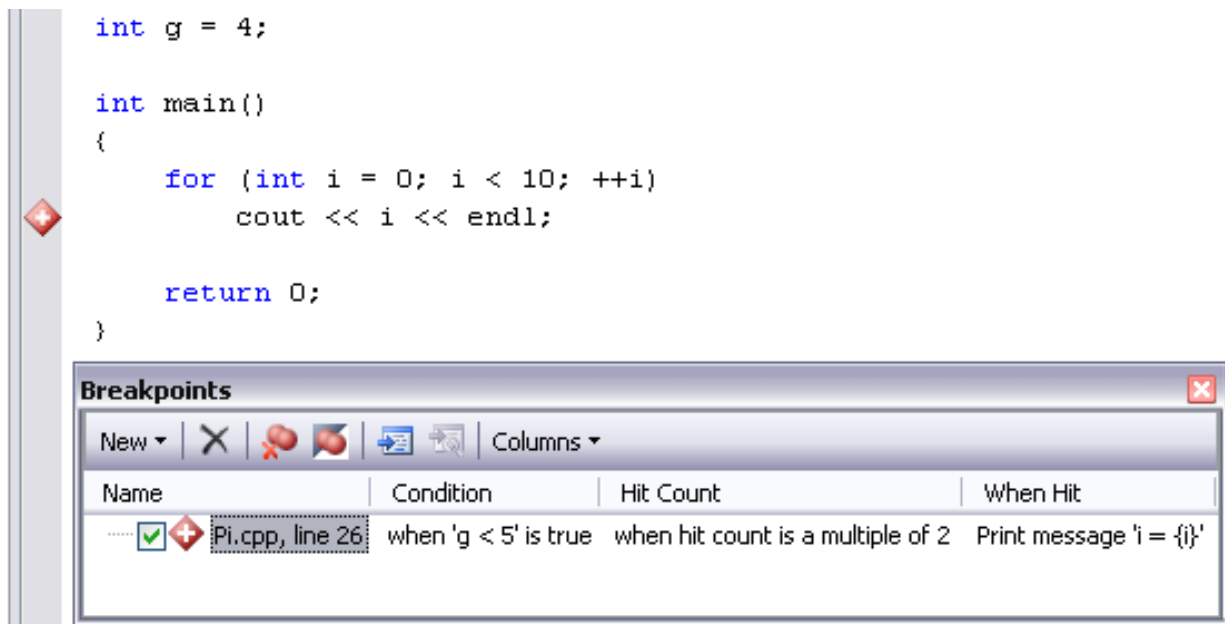 int g = 4;
int main()
{
for (int i = 0; i < 10; ++i)
cout << i << endl;
return 0;
}
Breakpoints
New Columns
Name Condition Hit Count When Hit
Pi.cpp, line 26 when 'g < 5' is true when hit count is a multiple of 2 Print message 'i = {i}'